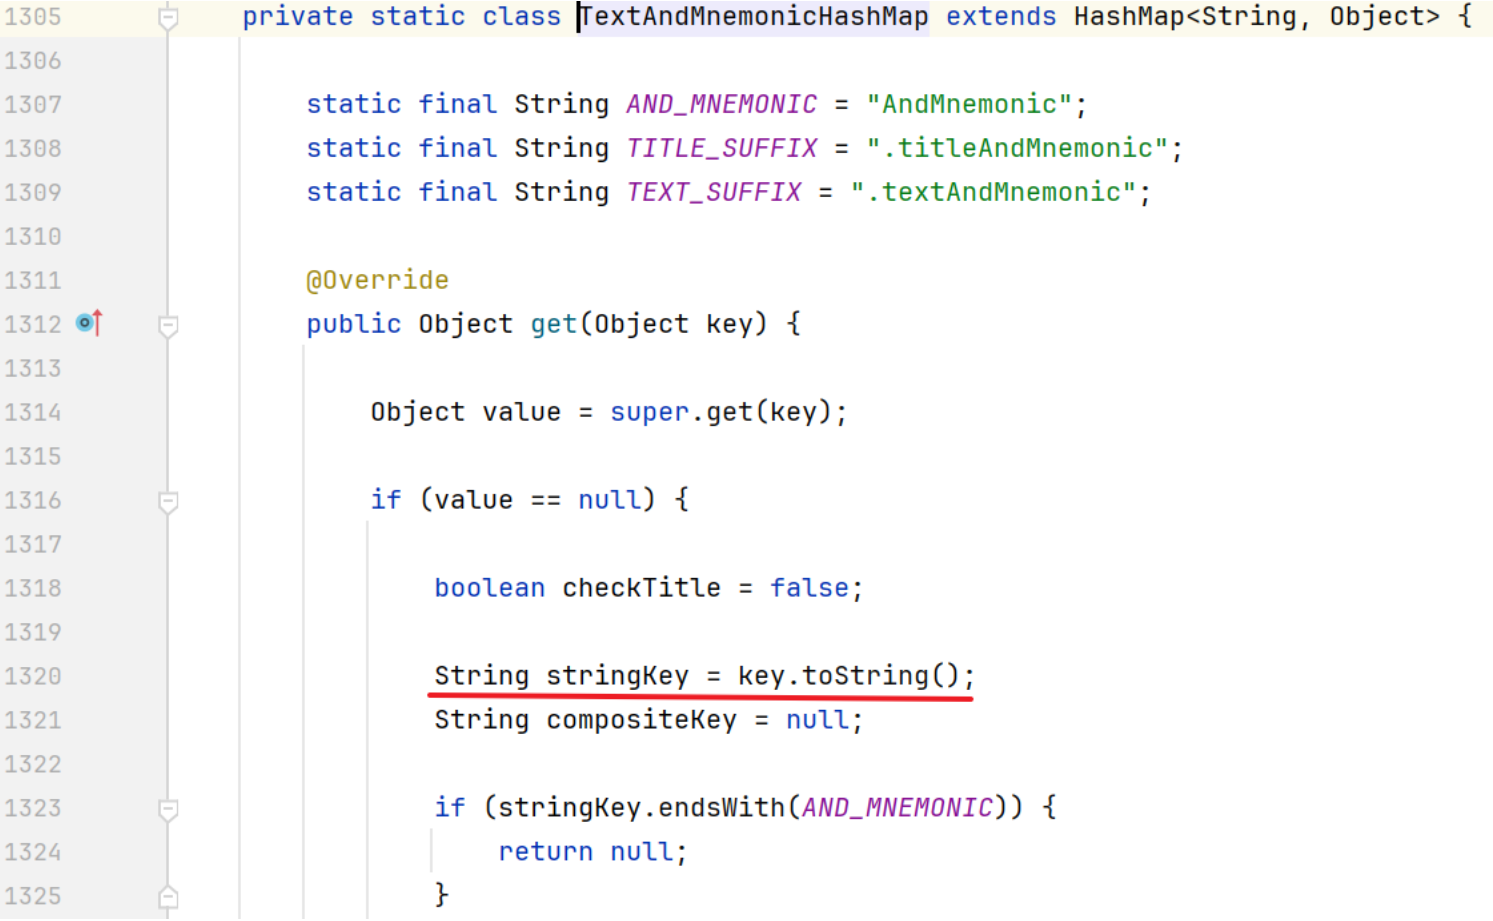 1305 private static class TextAndMnemonicHashMap extends HashMap<String, Object> {
1306
1307 static final String AND_MNEMONIC = "AndMnemonic";
1308 static final String TITLE_SUFFIX = ".titleAndMnemonic";
1309 static final String TEXT_SUFFIX = ".textAndMnemonic";
1310
1311 @Override
1312 public Object get(Object key) {
1313
1314 Object value = super.get(key);
1315
1316 if (value == null) {
1317
1318 boolean checkTitle = false;
1319
1320 String stringKey = key.toString();
1321 String compositeKey = null;
1322
1323 if (stringKey.endsWith(AND_MNEMONIC)) {
1324 return null;
1325 }